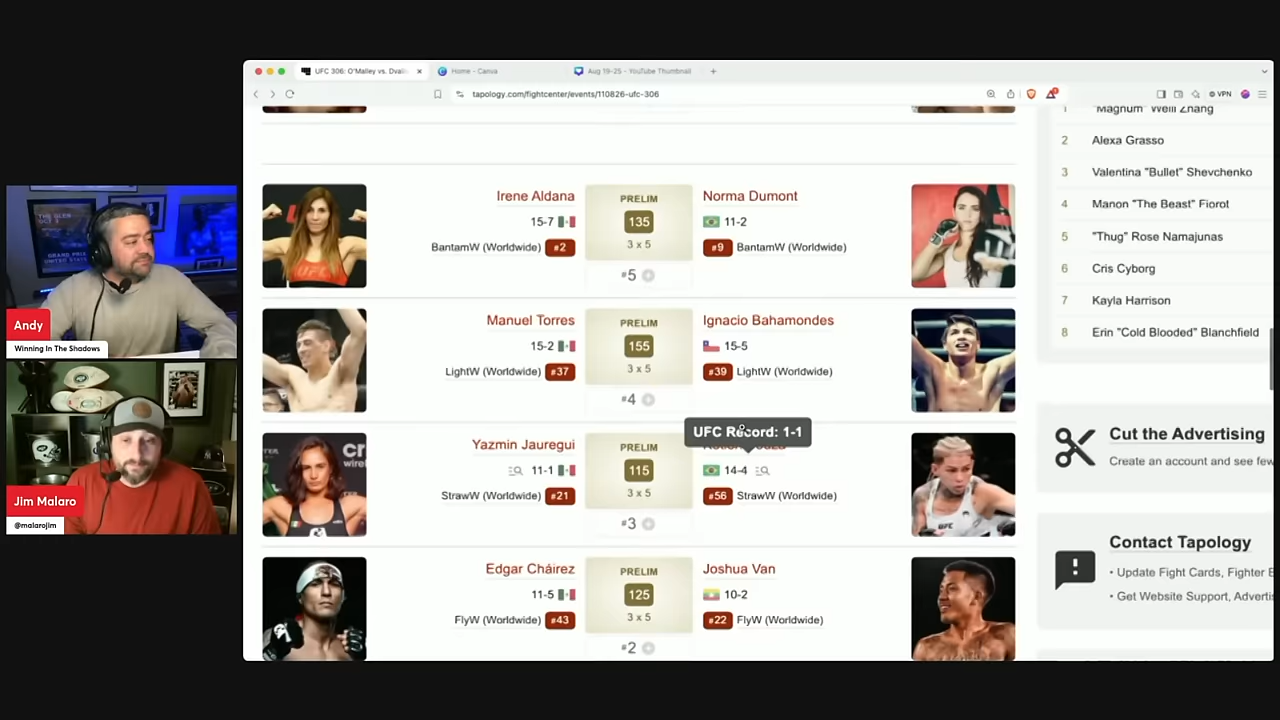 UFC 306: O'Malley vs. Dvali
Home - Canva
Aug 19-25 - YouTube Thumbnail
tapology.com/fightcenter/events/110826-ufc-306
VPN
1 "Magnum" Weili Zhang
2 Alexa Grasso
3 Valentina "Bullet" Shevchenko
4 Manon "The Beast" Fiorot
5 "Thug" Rose Namajunas
6 Cris Cyborg
7 Kayla Harrison
8 Erin "Cold Blooded" Blanchfield
Irene Aldana
PRELIM
Norma Dumont
15-7
135
11-2
BantamW (Worldwide) #2
3 x 5
#9 BantamW (Worldwide)
#5
Manuel Torres
PRELIM
Ignacio Bahamondes
15-2
155
15-5
LightW (Worldwide) #37
3 x 5
#39 LightW (Worldwide)
#4
UFC Record: 1-1
Yazmin Jauregui
PRELIM
11-1
115
14-4
StrawW (Worldwide) #21
3 x 5
#56 StrawW (Worldwide)
#3
Edgar Cháirez
PRELIM
Joshua Van
11-5
125
10-2
FlyW (Worldwide) #43
3 x 5
#22 FlyW (Worldwide)
#2
Cut the Advertising
Create an account and see few
Contact Tapology
• Update Fight Cards, Fighter
• Get Website Support, Adverti
Andy
Winning In The Shadows
Jim Malaro
@malarojim
GRAND PRIX
UNITED STATE
UFC